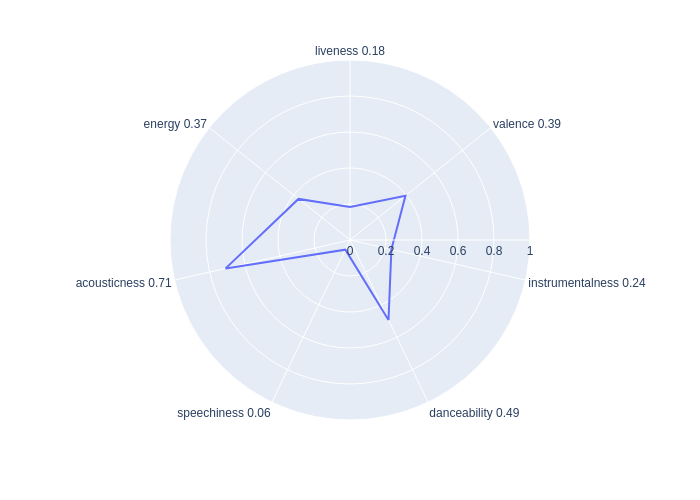 liveness 0.18
energy 0.37
valence 0.39
0 0.2 0.4 0.6 0.8 1
acousticness 0.71
instrumentalness 0.24
speechiness 0.06
danceability 0.49